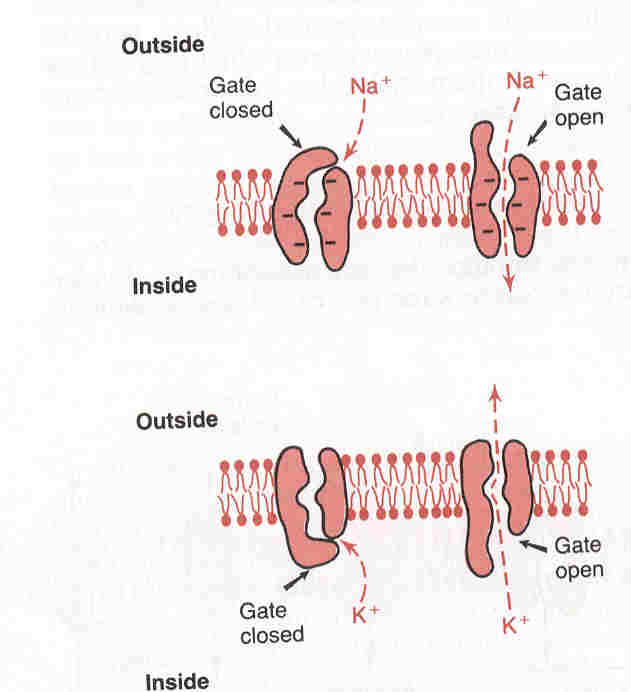 Outside
Gate
closed
Na+
Na+
Gate
open
Inside
Outside
Gate
open
Gate
closed
K+
K+
Inside